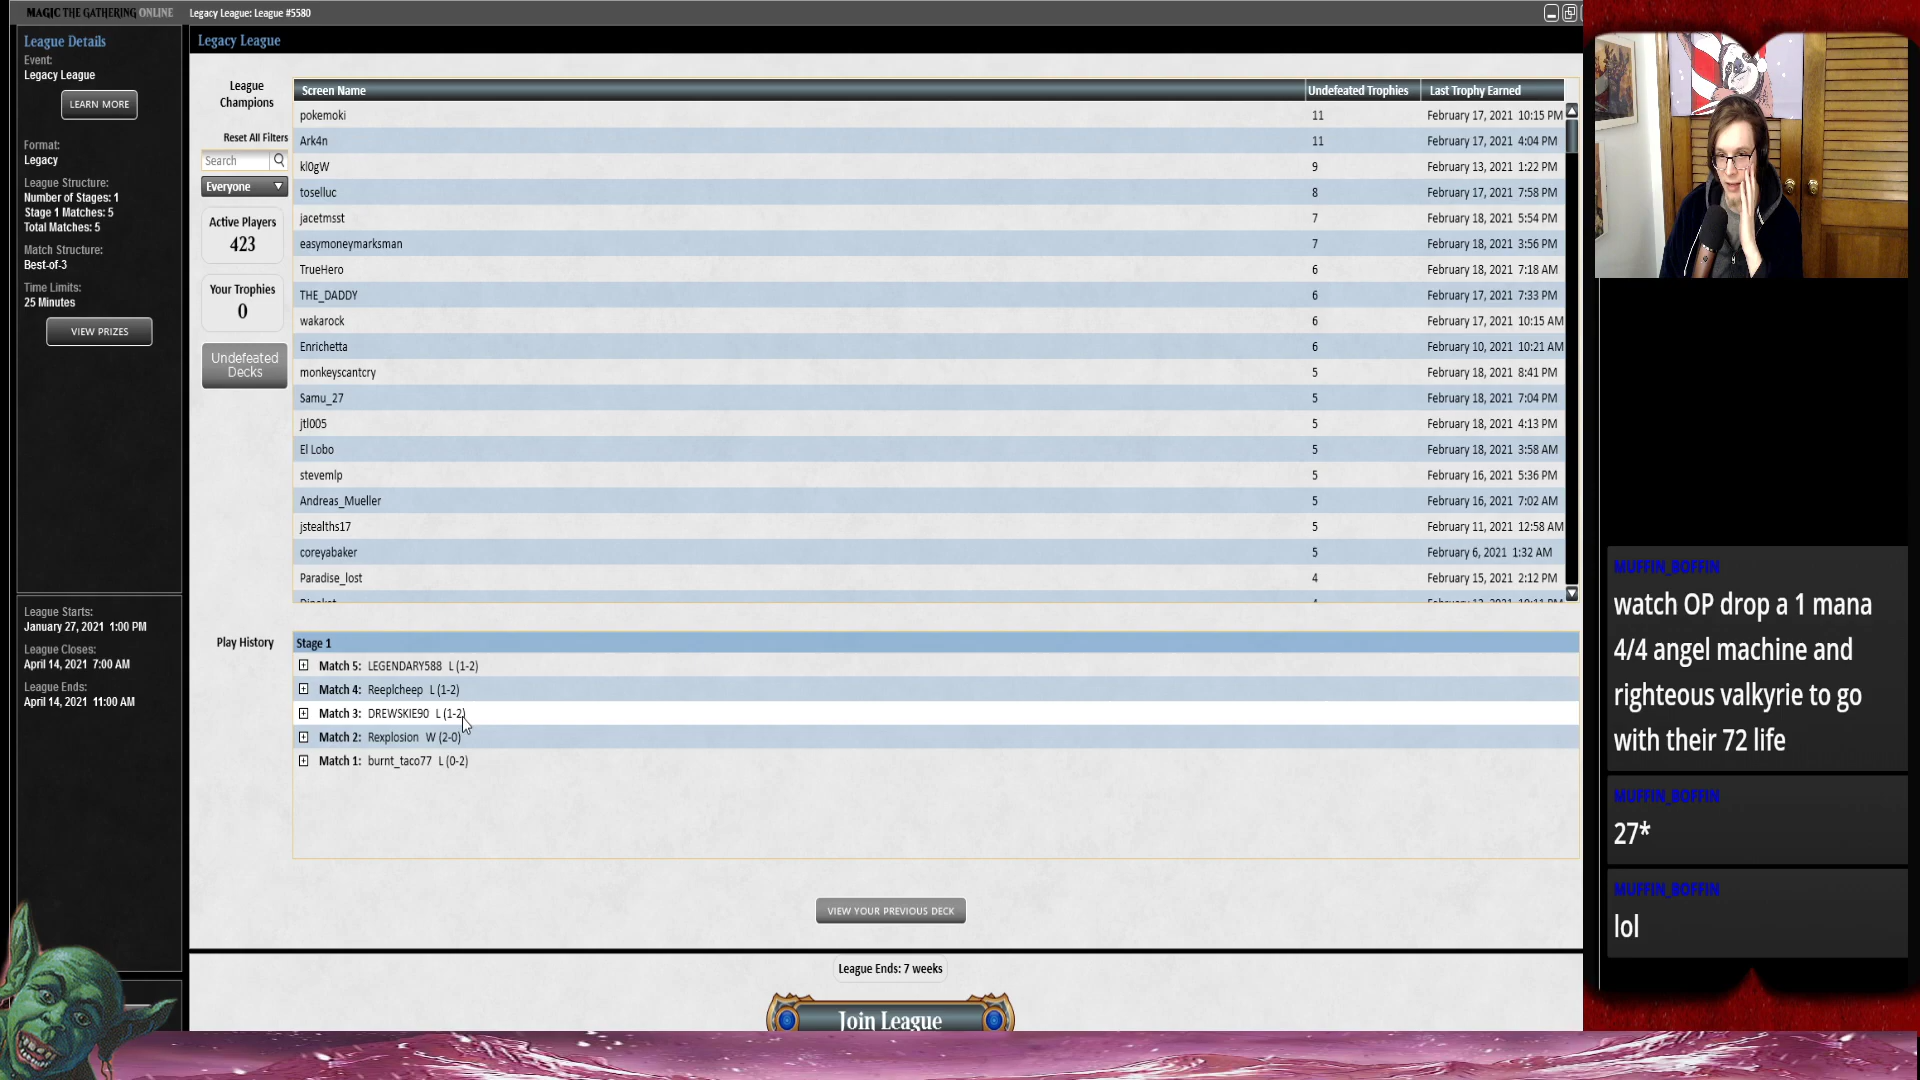 MAGIC THE GATHERING ONLINE
Legacy League: League #5580
League Details
Event:
Legacy League
LEARN MORE
Format:
Legacy
League Structure:
Number of Stages: 1
Stage 1 Matches: 5
Total Matches: 5
Match Structure:
Best-of-3
Time Limits:
25 Minutes
VIEW PRIZES
League Starts:
January 27, 2021 1:00 PM
League Closes:
April 14, 2021 7:00 AM
League Ends:
April 14, 2021 11:00 AM
Legacy League
League
Champions
Reset All Filters
Search
Everyone
Active Players
423
Your Trophies
0
Undefeated
Decks
Screen Name Undefeated Trophies Last Trophy Earned
pokemoki 11 February 17, 2021 10:15 PM
Ark4n 11 February 17, 2021 4:04 PM
kl0gW 9 February 13, 2021 1:22 PM
toselluc 8 February 17, 2021 7:58 PM
jacetmsst 7 February 18, 2021 5:54 PM
easymoneymarksman 7 February 18, 2021 3:56 PM
TrueHero 6 February 18, 2021 7:18 AM
THE_DADDY 6 February 17, 2021 7:33 PM
wakarock 6 February 17, 2021 10:15 AM
Enrichetta 6 February 10, 2021 10:21 AM
monkeyscantcry 5 February 18, 2021 8:41 PM
Samu_27 5 February 18, 2021 7:04 PM
jtl005 5 February 18, 2021 4:13 PM
El Lobo 5 February 18, 2021 3:58 AM
stevemlp 5 February 16, 2021 5:36 PM
Andreas_Mueller 5 February 16, 2021 7:02 AM
jstealths17 5 February 11, 2021 12:58 AM
coreyabaker 5 February 6, 2021 1:32 AM
Paradise_lost 4 February 15, 2021 2:12 PM
Play History
Stage 1
Match 5: LEGENDARY588 L (1-2)
Match 4: Reeplcheep L (1-2)
Match 3: DREWSKIE90 L (1-2)
Match 2: Rexplosion W (2-0)
Match 1: burnt_taco77 L (0-2)
VIEW YOUR PREVIOUS DECK
League Ends: 7 weeks
Join League
MUFFIN_BOFFIN
watch OP drop a 1 mana
4/4 angel machine and
righteous valkyrie to go
with their 72 life
MUFFIN_BOFFIN
27*
MUFFIN_BOFFIN
lol